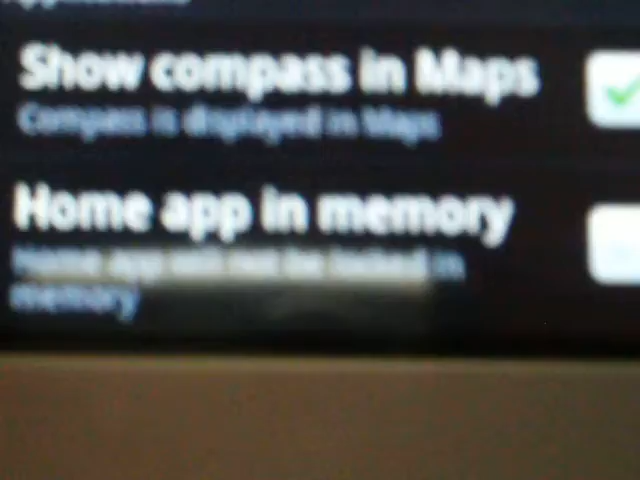 Applications
Show compass in Maps
Compass is displayed in Maps
Home app in memory
Home app will not be locked in
memory